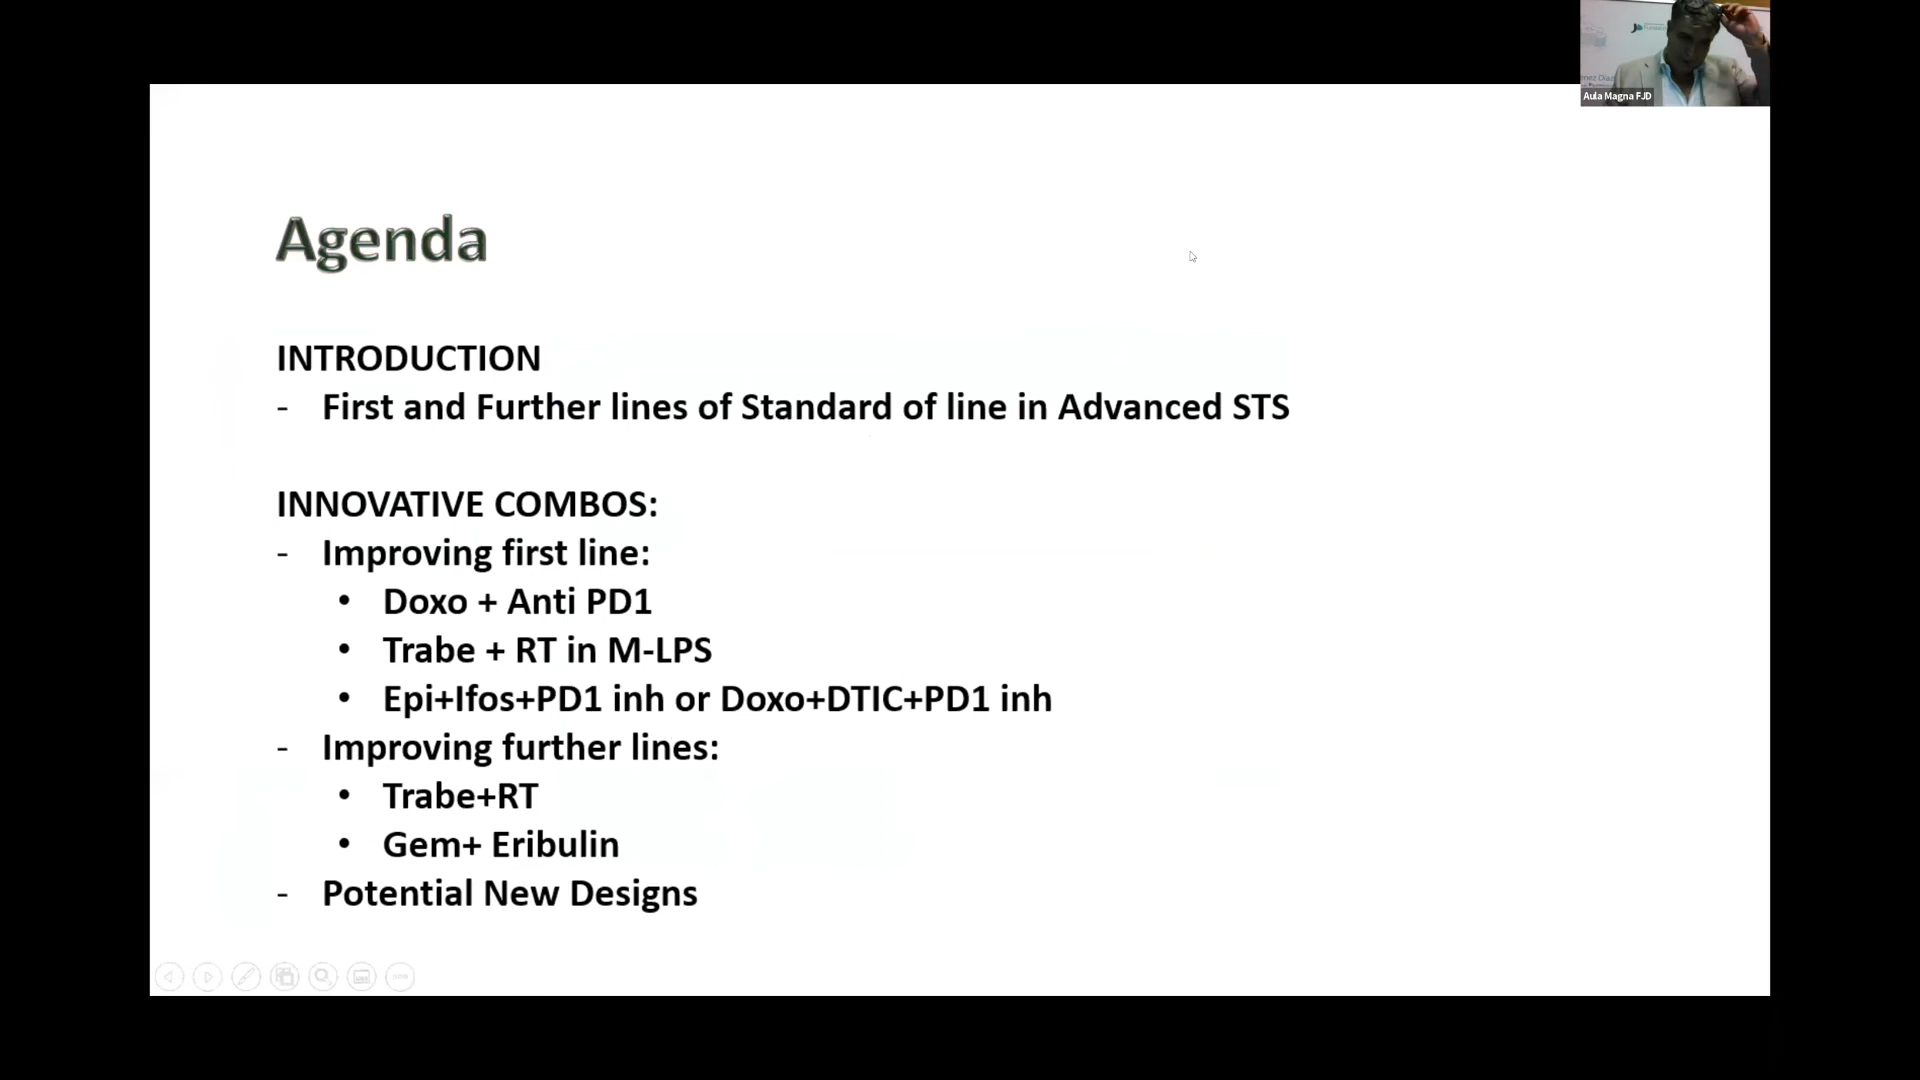 Agenda
INTRODUCTION
- First and Further lines of Standard of line in Advanced STS
INNOVATIVE COMBOS:
- Improving first line:
• Doxo + Anti PD1
• Trabe + RT in M-LPS
• Epi+Ifos+PD1 inh or Doxo+DTIC+PD1 inh
- Improving further lines:
• Trabe+RT
• Gem+ Eribulin
- Potential New Designs
Aula Magna FJD